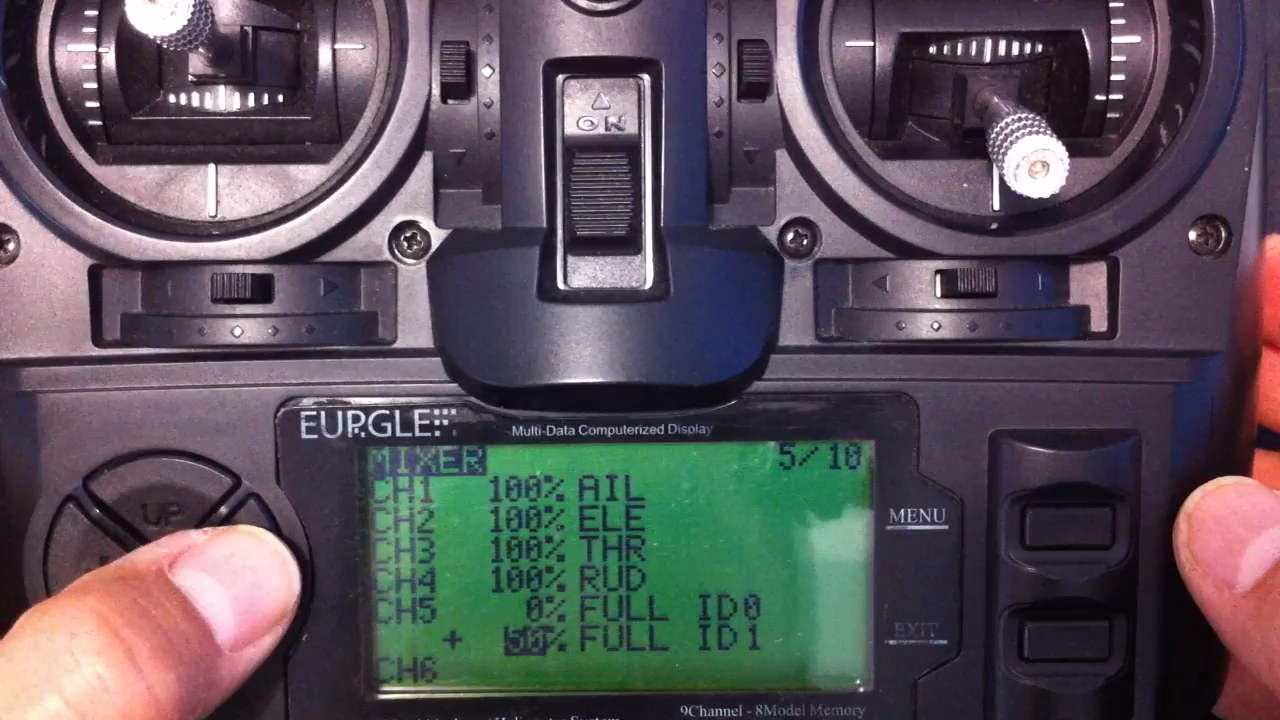 ON
EURGLE
Multi-Data Computerized Display
MIXER 5/10
CH1 100% AIL
CH2 100% ELE
CH3 100% THR
CH4 100% RUD
CH5 0% FULL ID0
+ % FULL ID1
CH6
MENU
EXIT
UP
System
9Channel - 8Model Memory